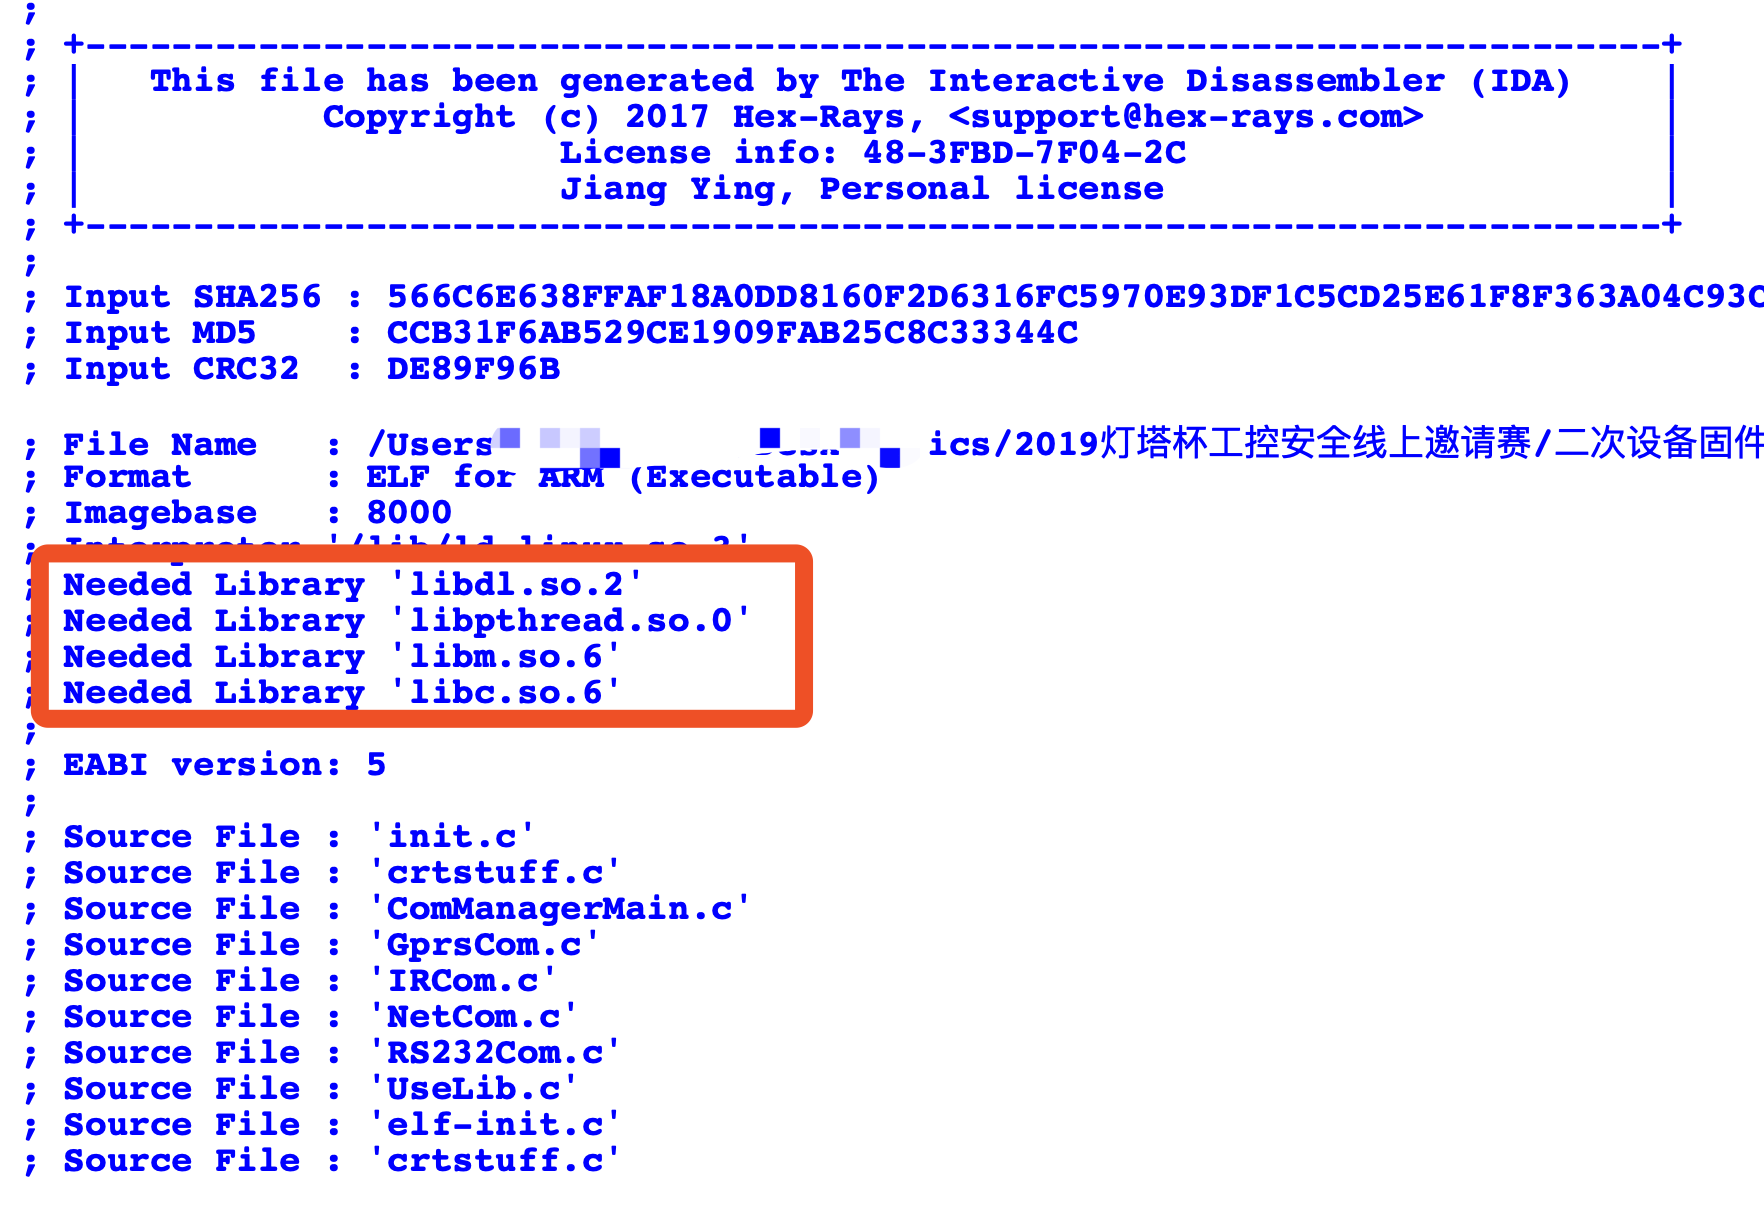 ;
; +-------------------------------------------------------------------------+
; | This file has been generated by The Interactive Disassembler (IDA) |
; | Copyright (c) 2017 Hex-Rays, <support@hex-rays.com> |
; | License info: 48-3FBD-7F04-2C |
; | Jiang Ying, Personal license |
; +-------------------------------------------------------------------------+
;
; Input SHA256 : 566C6E638FFAF18A0DD8160F2D6316FC5970E93DF1C5CD25E61F8F363A04C93C
; Input MD5 : CCB31F6AB529CE1909FAB25C8C33344C
; Input CRC32 : DE89F96B
; File Name : /Users ics/2019灯塔杯工控安全线上邀请赛/二次设备固件
; Format : ELF for ARM (Executable)
; Imagebase : 8000
; Interpreter '/lib/ld-linux.so.3'
; Needed Library 'libdl.so.2'
; Needed Library 'libpthread.so.0'
; Needed Library 'libm.so.6'
; Needed Library 'libc.so.6'
;
; EABI version: 5
;
; Source File : 'init.c'
; Source File : 'crtstuff.c'
; Source File : 'ComManagerMain.c'
; Source File : 'GprsCom.c'
; Source File : 'IRCom.c'
; Source File : 'NetCom.c'
; Source File : 'RS232Com.c'
; Source File : 'UseLib.c'
; Source File : 'elf-init.c'
; Source File : 'crtstuff.c'